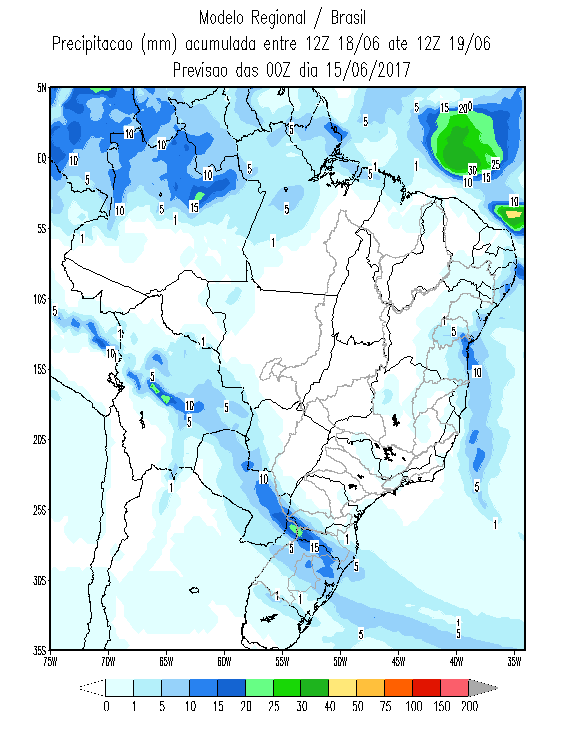 Modelo Regional / Brasil
Precipitacao (mm) acumulada entre 12Z 18/06 ate 12Z 19/06
Previsao das 00Z dia 15/06/2017
5N
EQ
5S
10S
15S
20S
25S
30S
35S
75W 70W 65W 60W 55W 50W 45W 40W 35W
5 15 200
5
10 5
10 10
EQ 10 5 1 5 1 30 25
5 10 15
10 5 15 5 10
1
1 1
5
1 5
1
10 1
5 10
10 5
5
10
1 5
1
1
5 15
5
1 1
1
5 5
0 1 5 10 15 20 25 30 40 50 75 100 150 200